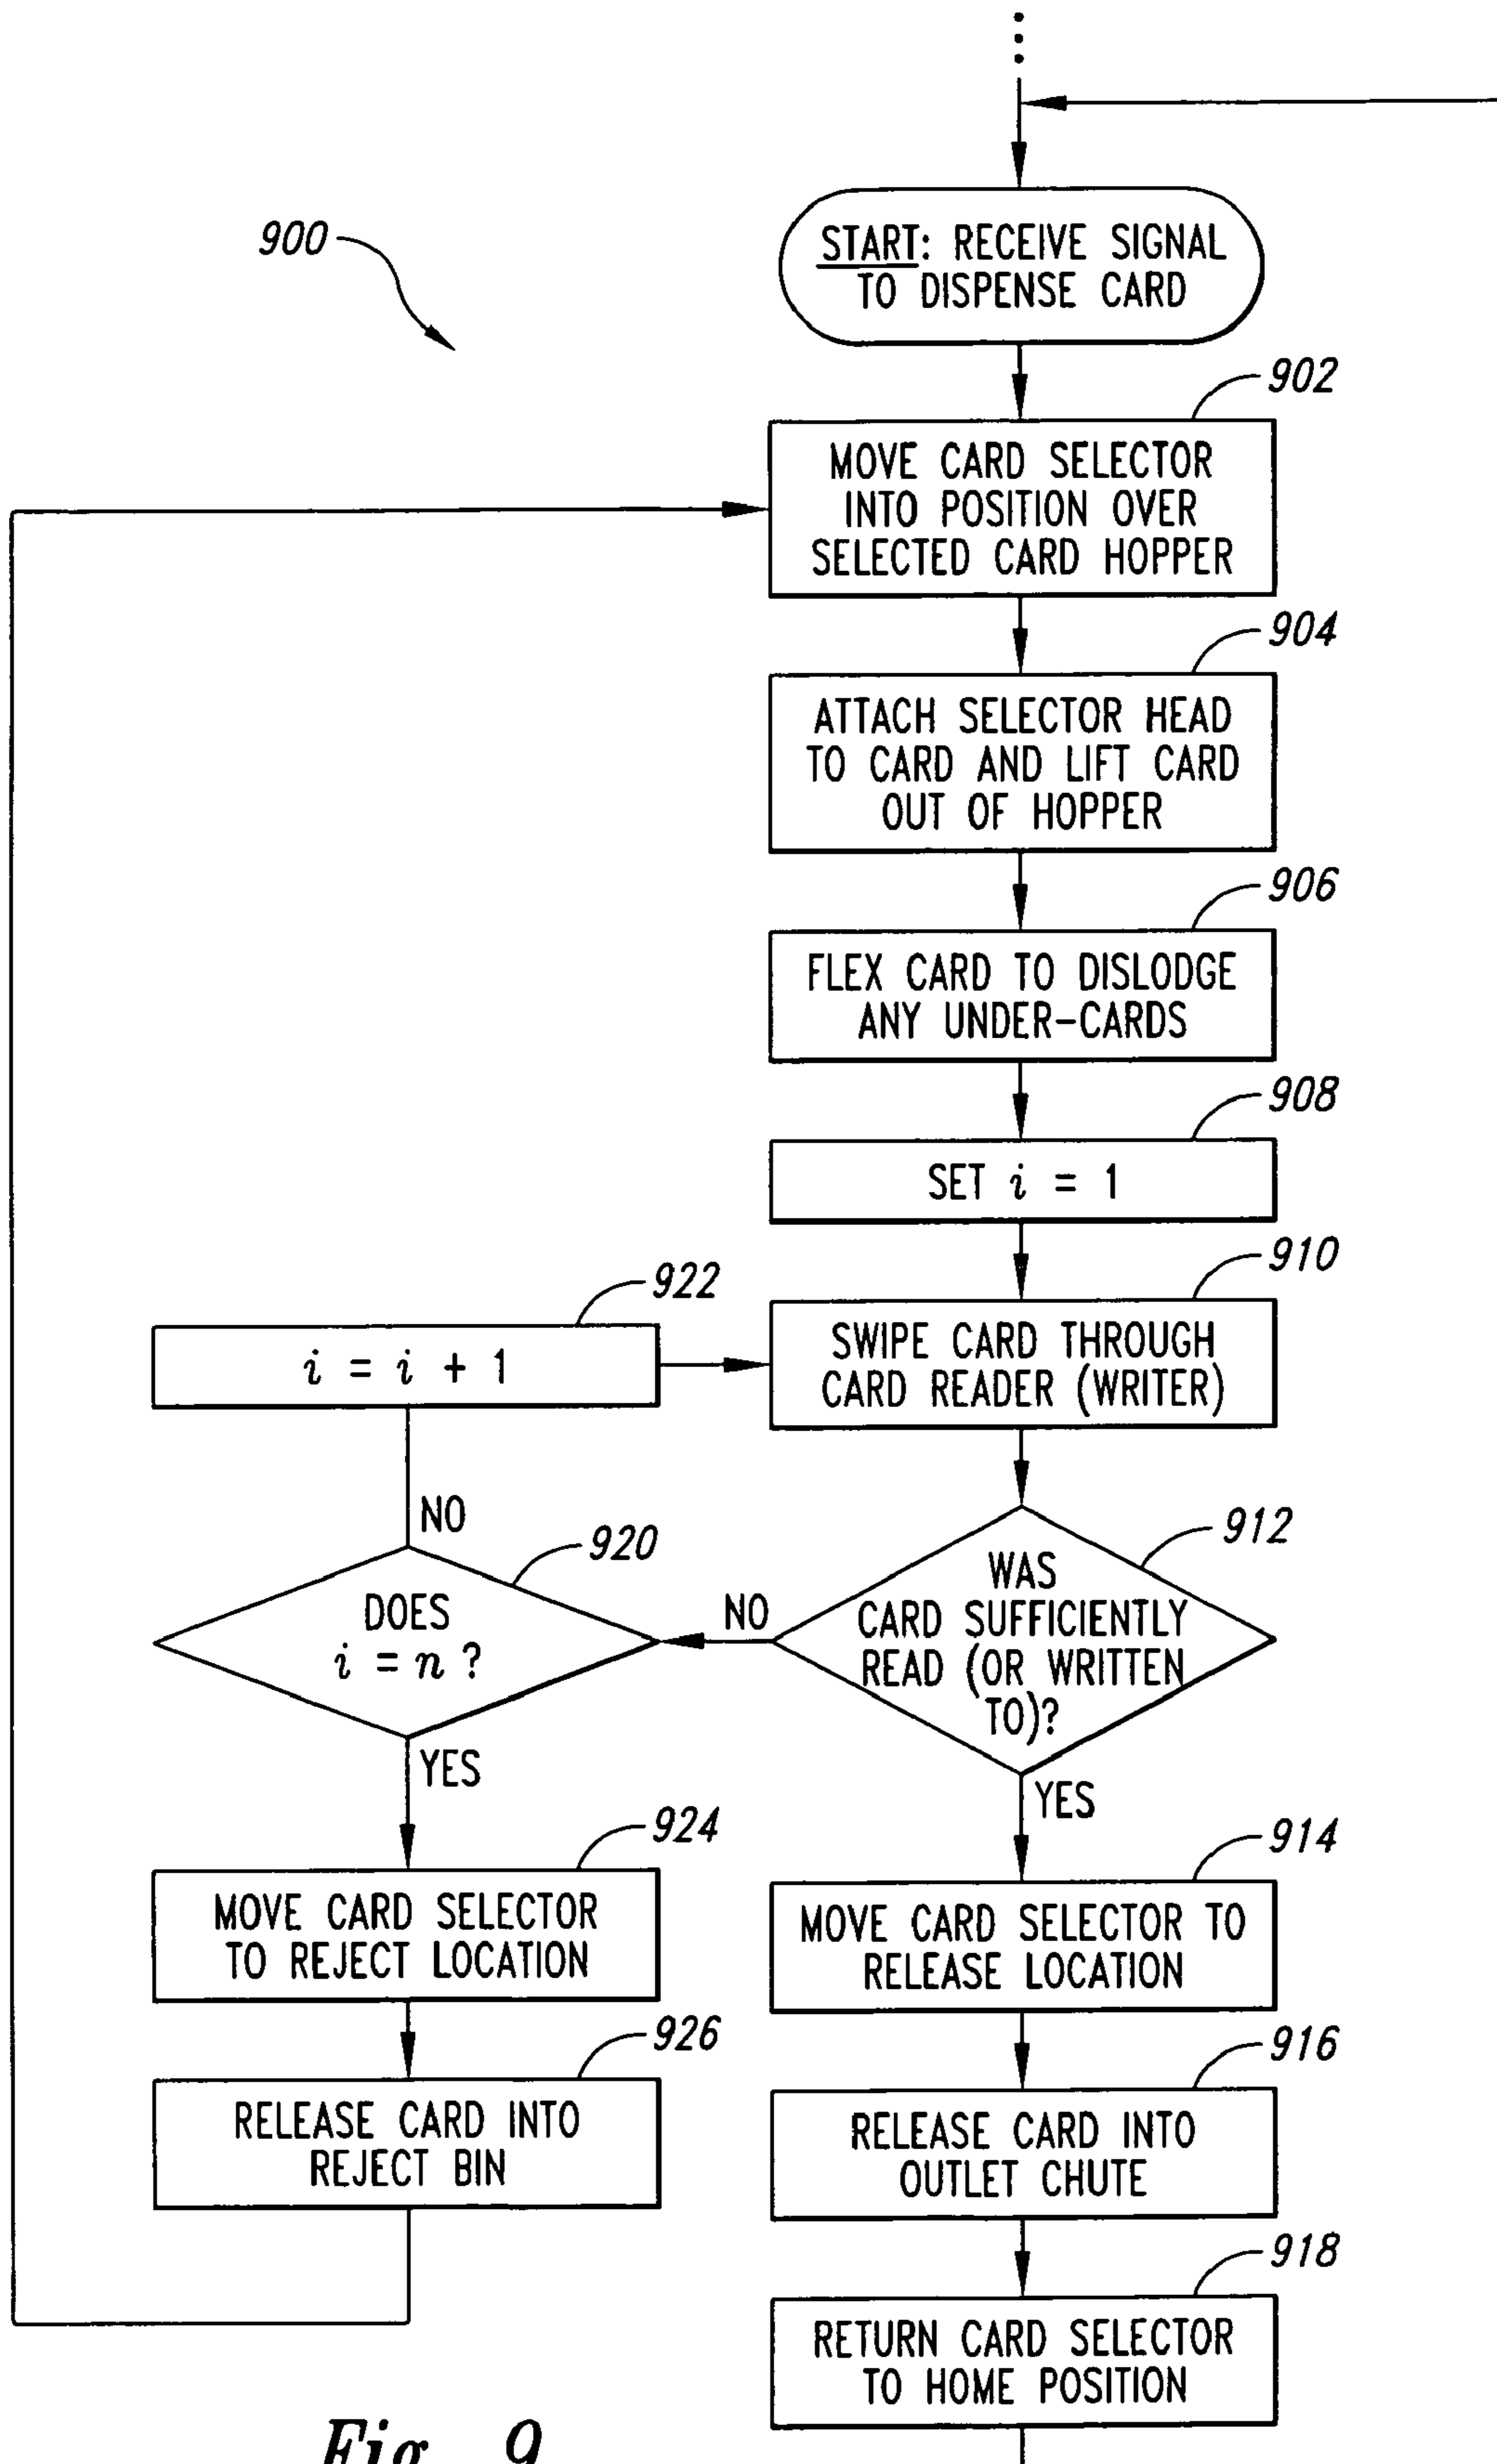 900
START: RECEIVE SIGNAL
TO DISPENSE CARD
902
MOVE CARD SELECTOR
INTO POSITION OVER
SELECTED CARD HOPPER
904
ATTACH SELECTOR HEAD
TO CARD AND LIFT CARD
OUT OF HOPPER
906
FLEX CARD TO DISLODGE
ANY UNDER-CARDS
908
SET i = 1
910
SWIPE CARD THROUGH
CARD READER (WRITER)
912
WAS
CARD SUFFICIENTLY
READ (OR WRITTEN
TO)?
NO
YES
914
MOVE CARD SELECTOR TO
RELEASE LOCATION
916
RELEASE CARD INTO
OUTLET CHUTE
918
RETURN CARD SELECTOR
TO HOME POSITION
920
DOES
i = n ?
NO
922
i = i + 1
YES
924
MOVE CARD SELECTOR
TO REJECT LOCATION
926
RELEASE CARD INTO
REJECT BIN
Fig. 9